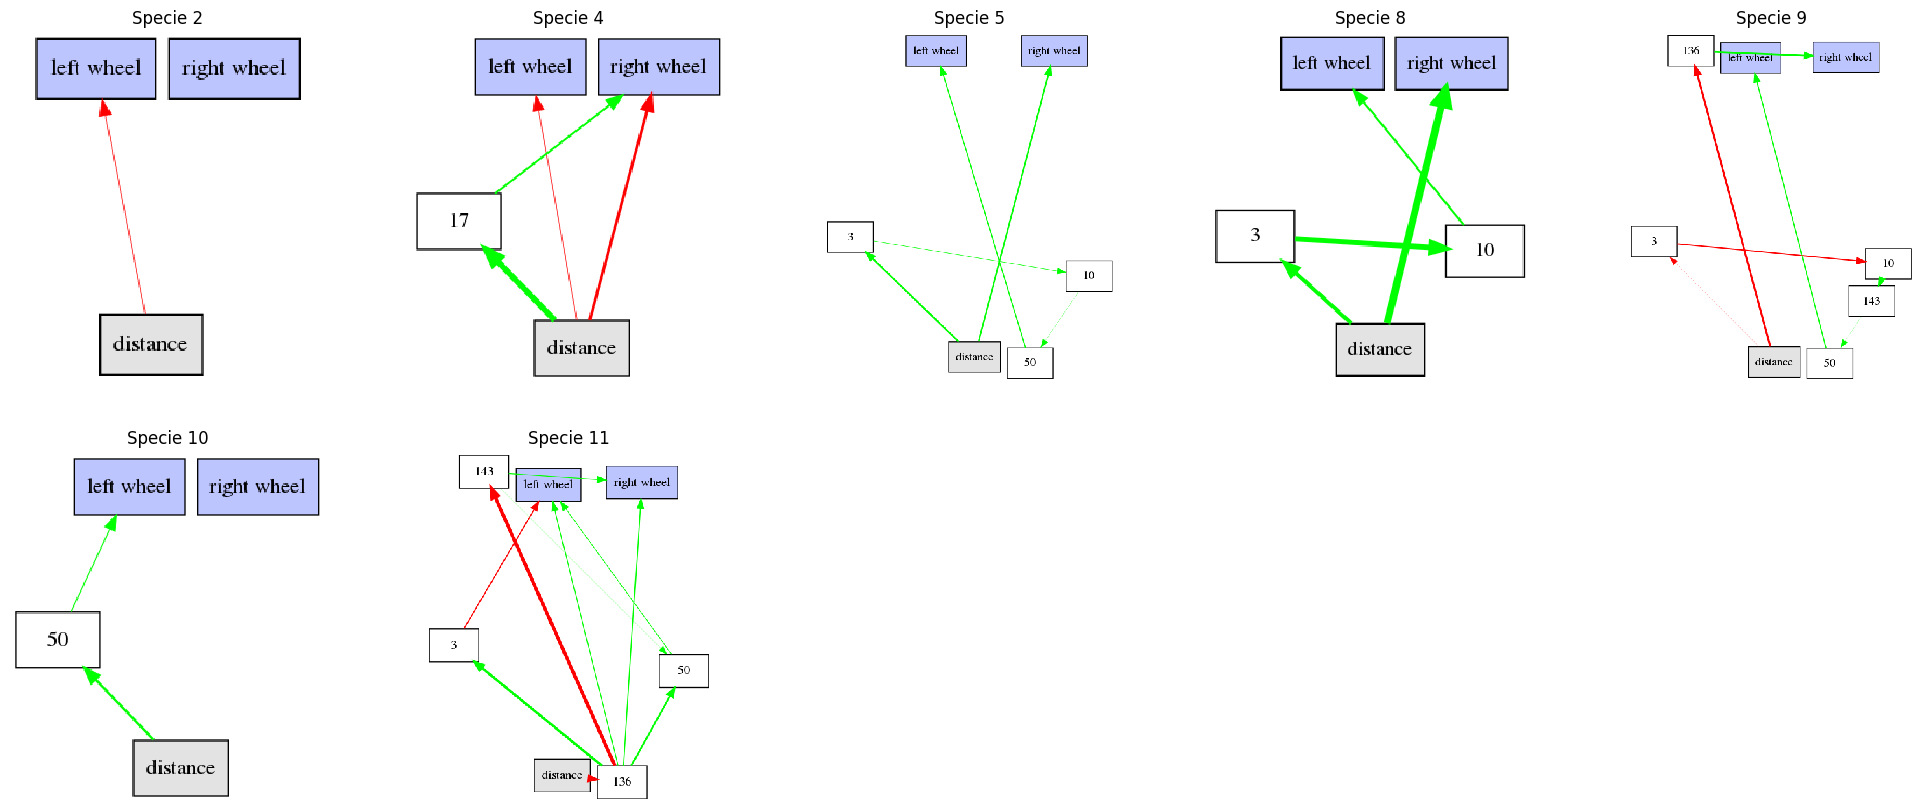 Specie 2
left wheel
right wheel
distance
Specie 4
left wheel
right wheel
17
distance
Specie 5
left wheel
right wheel
3
10
distance
50
Specie 8
left wheel
right wheel
3
10
distance
Specie 9
136
left wheel
right wheel
3
10
143
distance
50
Specie 10
left wheel
right wheel
50
distance
Specie 11
143
left wheel
right wheel
3
50
distance
136